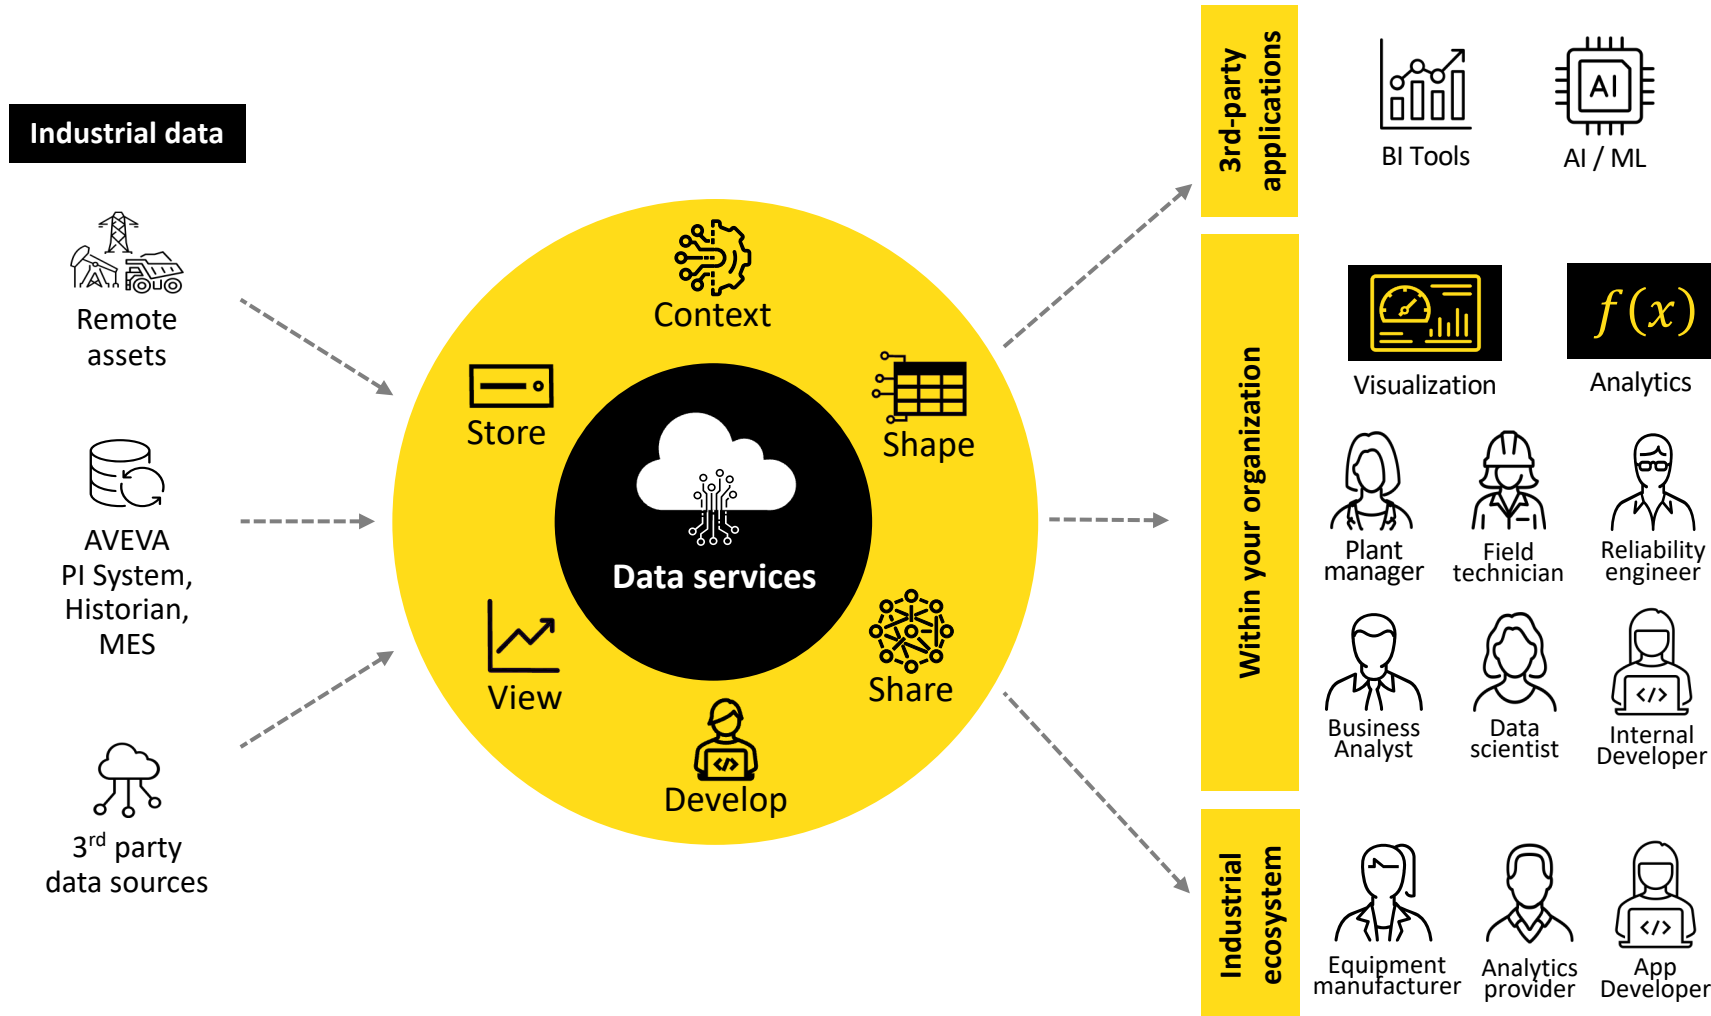 Industrial data
Remote
assets
AVEVA
PI System,
Historian,
MES
3rd party
data sources
Context
Store
Shape
Data services
View
Share
Develop
</>
3rd-party
applications
BI Tools
AI
AI / ML
Within your organization
Visualization
f(x)
Analytics
Plant
manager
Field
technician
Reliability
engineer
Business
Analyst
Data
scientist
</>
Internal
Developer
Industrial
ecosystem
Equipment
manufacturer
Analytics
provider
</>
App
Developer